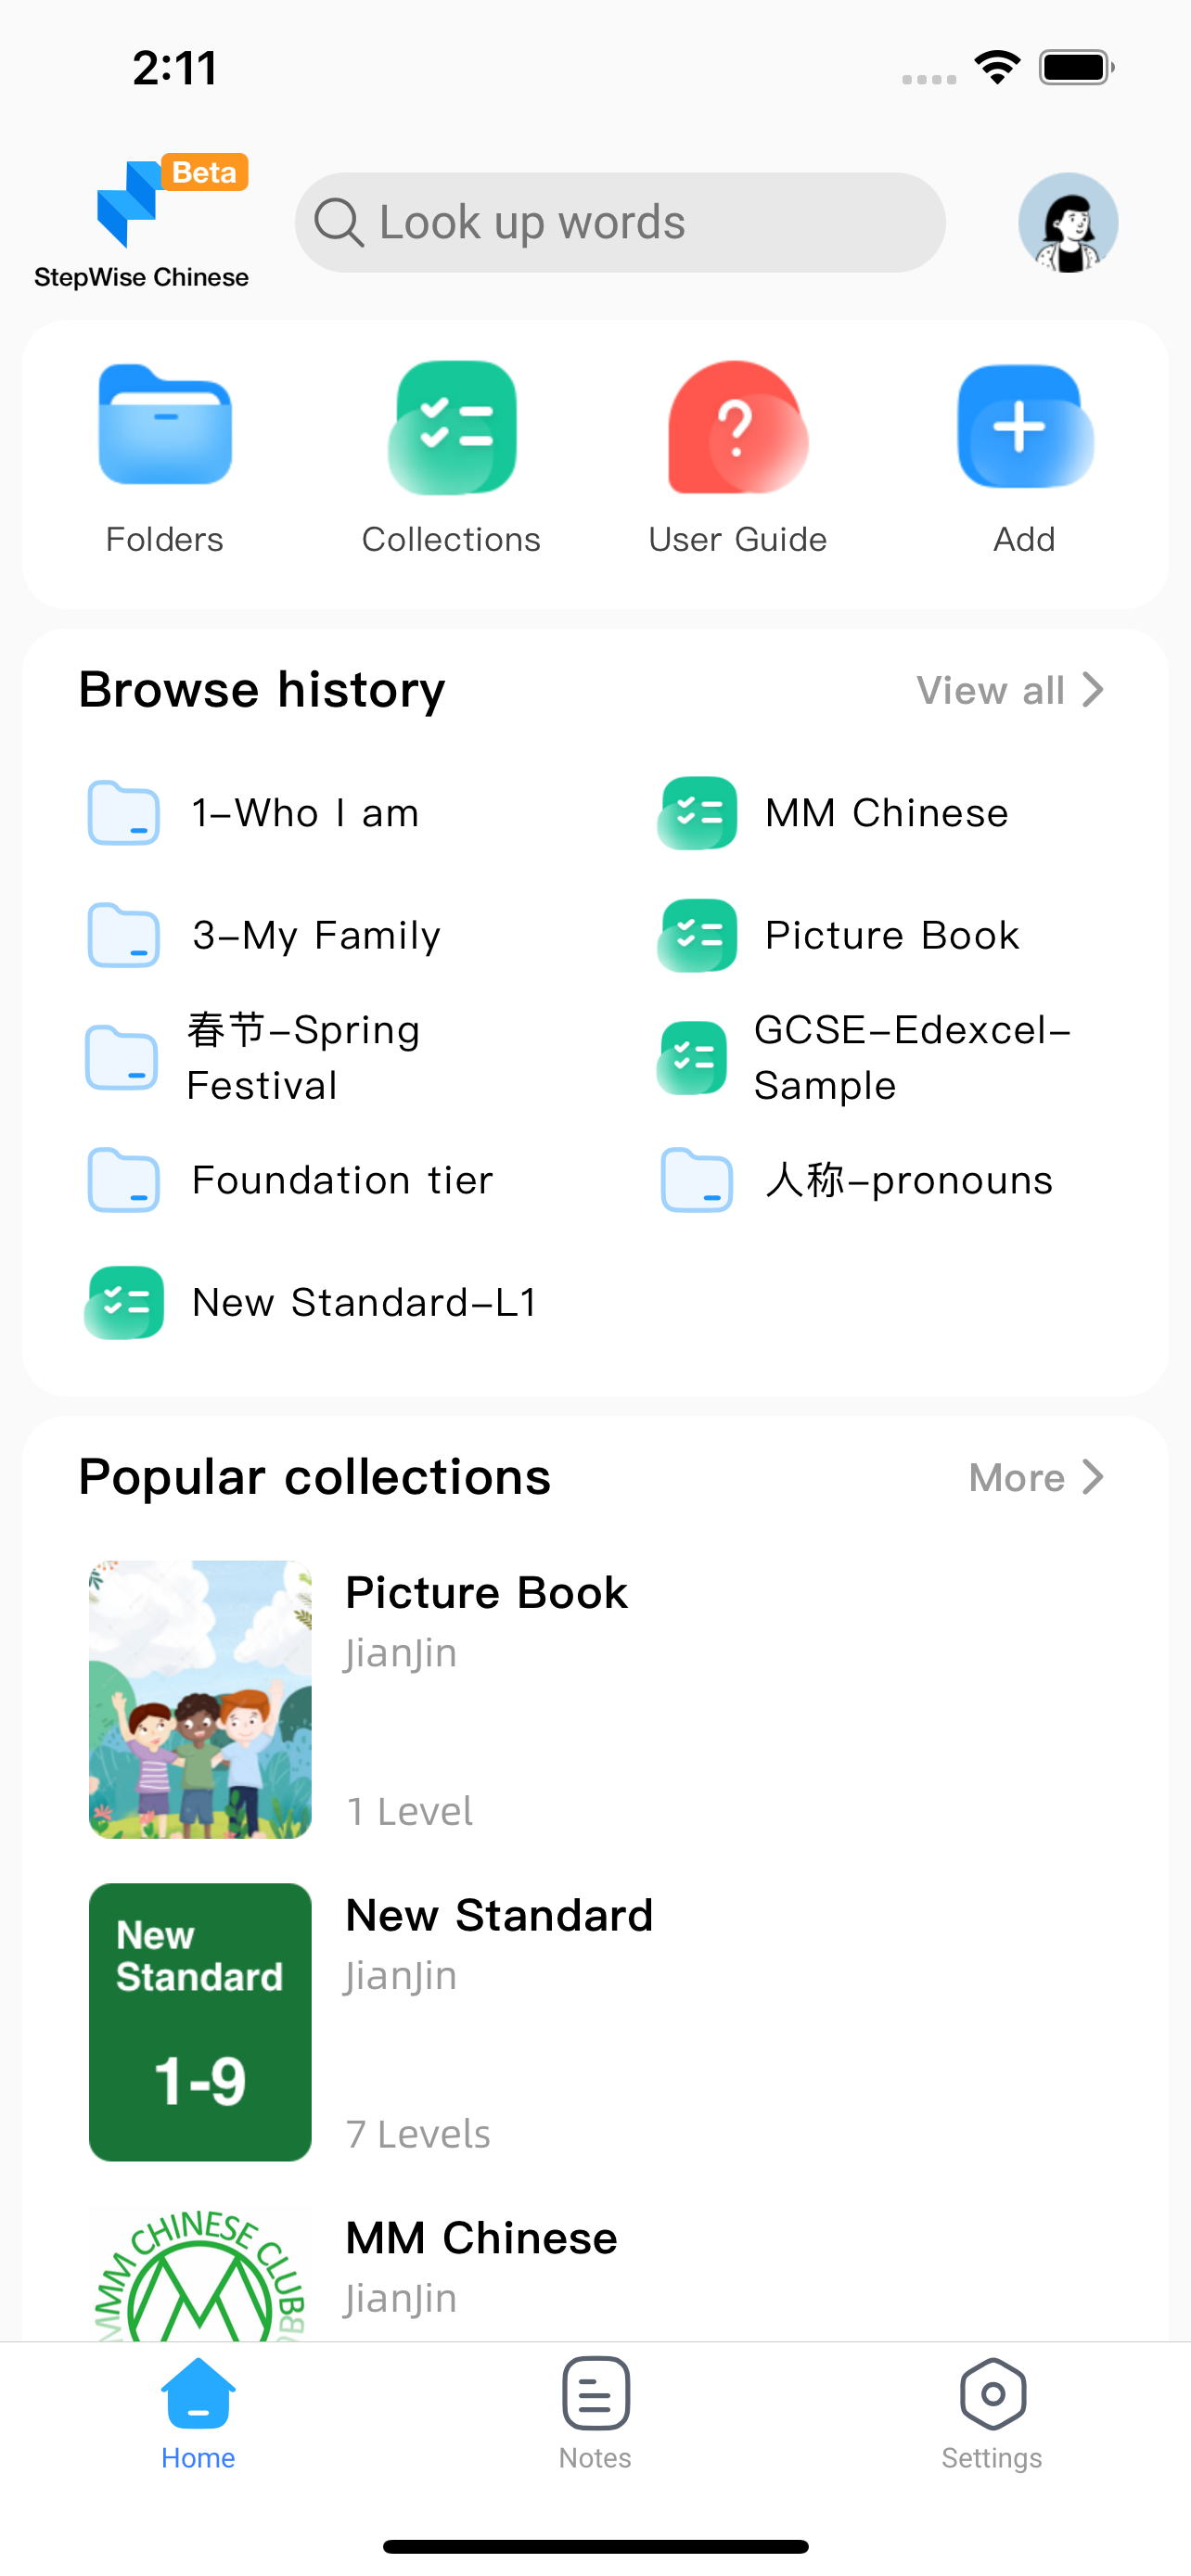 2:11
Beta
StepWise Chinese
Look up words
Folders
Collections
User Guide
Add
Browse history
View all
1-Who I am
MM Chinese
3-My Family
Picture Book
春节-Spring
Festival
GCSE-Edexcel-
Sample
Foundation tier
人称-pronouns
New Standard-L1
Popular collections
More
Picture Book
JianJin
1 Level
New
Standard
1-9
New Standard
JianJin
7 Levels
MM CHINESE CLUB
MM Chinese
JianJin
Home
Notes
Settings